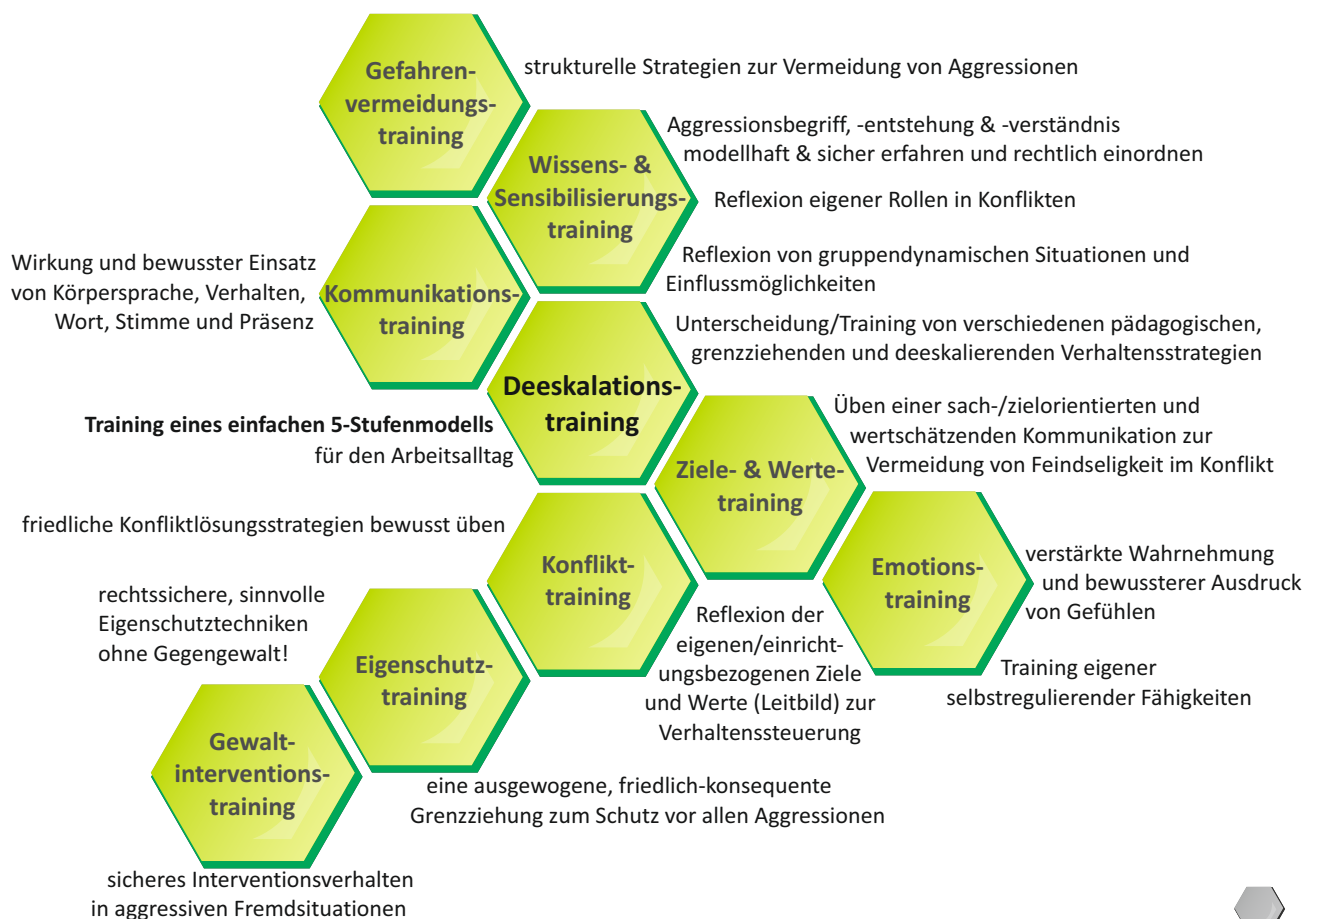 Gefahren-
vermeidungs-
training
strukturelle Strategien zur Vermeidung von Aggressionen
Wissens- &
Sensibilisierungs-
training
Aggressionsbegriff, -entstehung & -verständnis
modellhaft & sicher erfahren und rechtlich einordnen
Reflexion eigener Rollen in Konflikten
Reflexion von gruppendynamischen Situationen und
Einflussmöglichkeiten
Wirkung und bewusster Einsatz
von Körpersprache, Verhalten,
Wort, Stimme und Präsenz
Kommunikations-
training
Unterscheidung/Training von verschiedenen pädagogischen,
grenzziehenden und deeskalierenden Verhaltensstrategien
Deeskalations-
training
Training eines einfachen 5-Stufenmodells
für den Arbeitsalltag
Ziele- & Werte-
training
Üben einer sach-/zielorientierten und
wertschätzenden Kommunikation zur
Vermeidung von Feindseligkeit im Konflikt
friedliche Konfliktlösungsstrategien bewusst üben
Konflikt-
training
Reflexion der
eigenen/einricht-
ungsbezogenen Ziele
und Werte (Leitbild) zur
Verhaltenssteuerung
Emotions-
training
verstärkte Wahrnehmung
und bewussterer Ausdruck
von Gefühlen
Training eigener
selbstregulierender Fähigkeiten
rechtssichere, sinnvolle
Eigenschutztechniken
ohne Gegengewalt!
Eigenschutz-
training
eine ausgewogene, friedlich-konsequente
Grenzziehung zum Schutz vor allen Aggressionen
Gewalt-
interventions-
training
sicheres Interventionsverhalten
in aggressiven Fremdsituationen